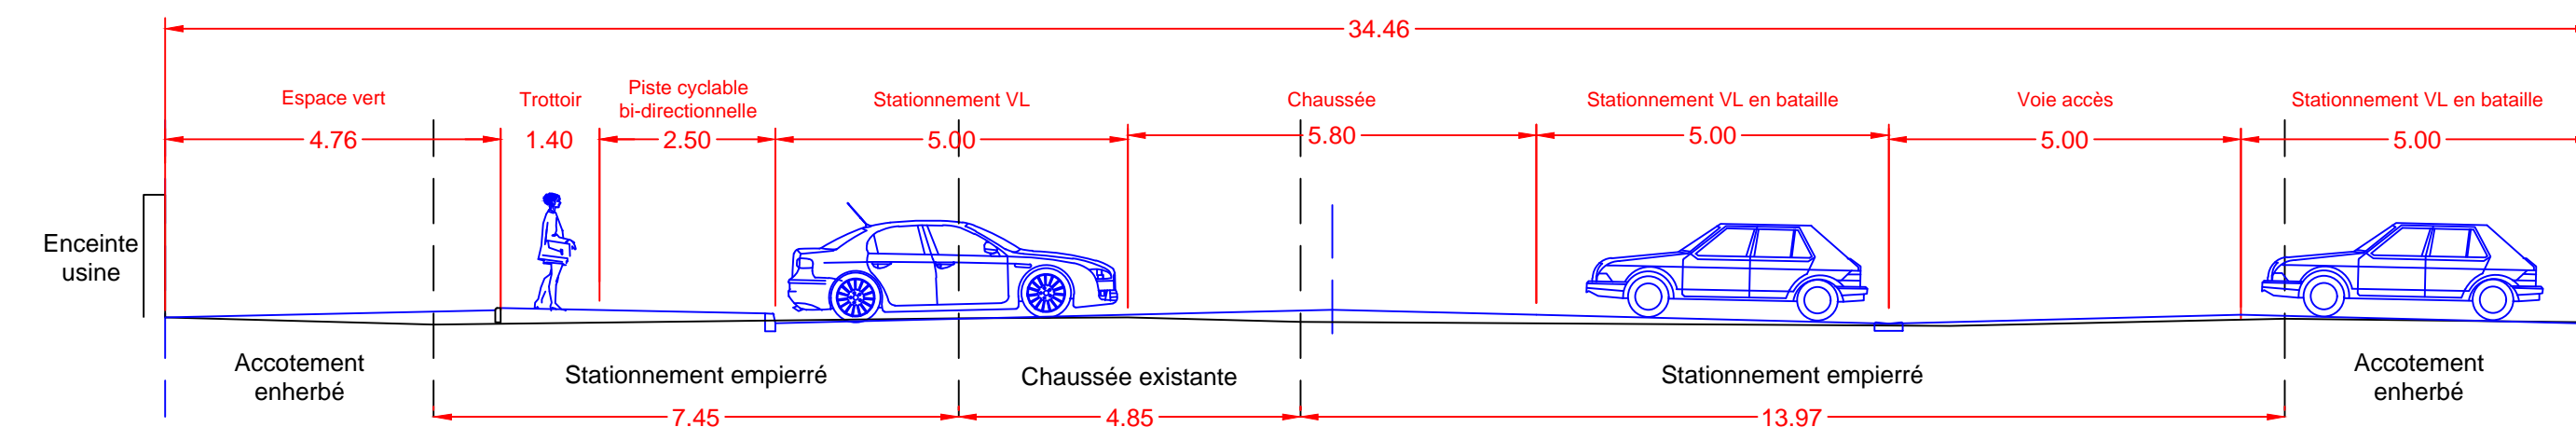 34.46
Espace vert
Trottoir
Piste cyclable
bi-directionnelle
Stationnement VL
Chaussée
Stationnement VL en bataille
Voie accès
Stationnement VL en bataille
4.76
1.40
2.50
5.00
5.80
5.00
5.00
5.00
Enceinte
usine
Accotement
enherbé
Stationnement empierré
Chaussée existante
Stationnement empierré
Accotement
enherbé
7.45
4.85
13.97